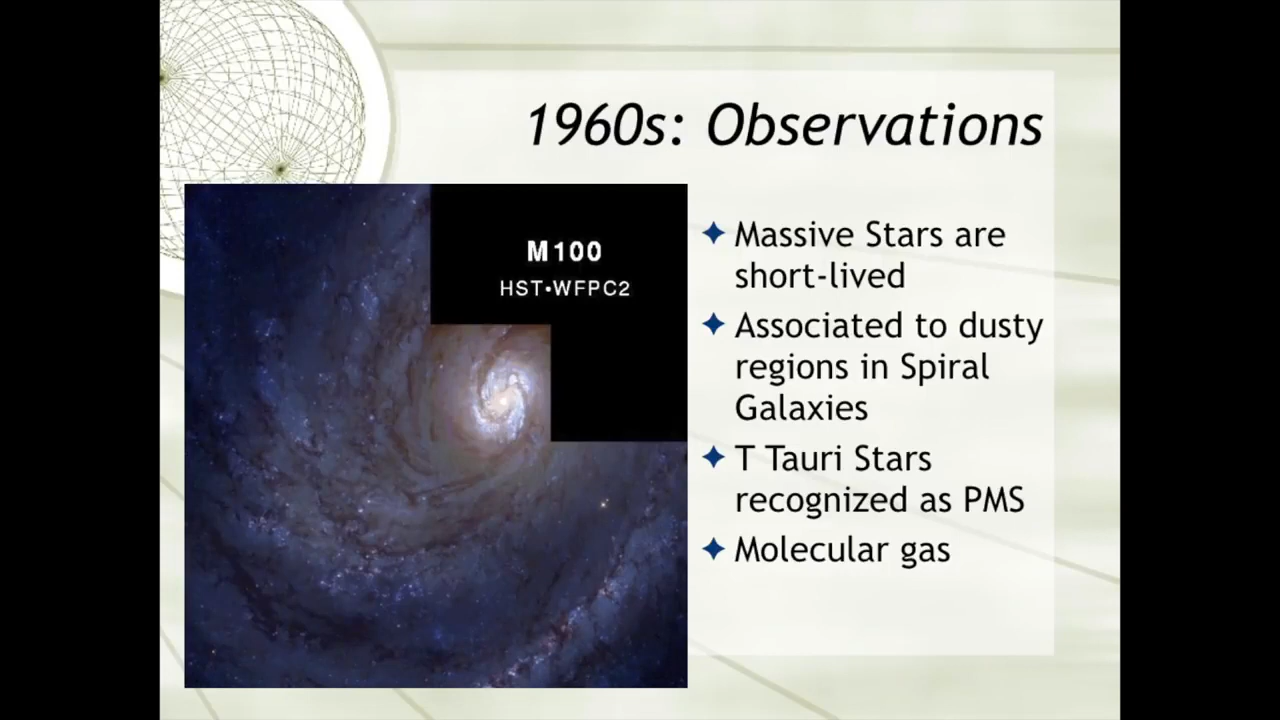 1960s: Observations
M100
HST•WFPC2
Massive Stars are
short-lived
Associated to dusty
regions in Spiral
Galaxies
T Tauri Stars
recognized as PMS
Molecular gas